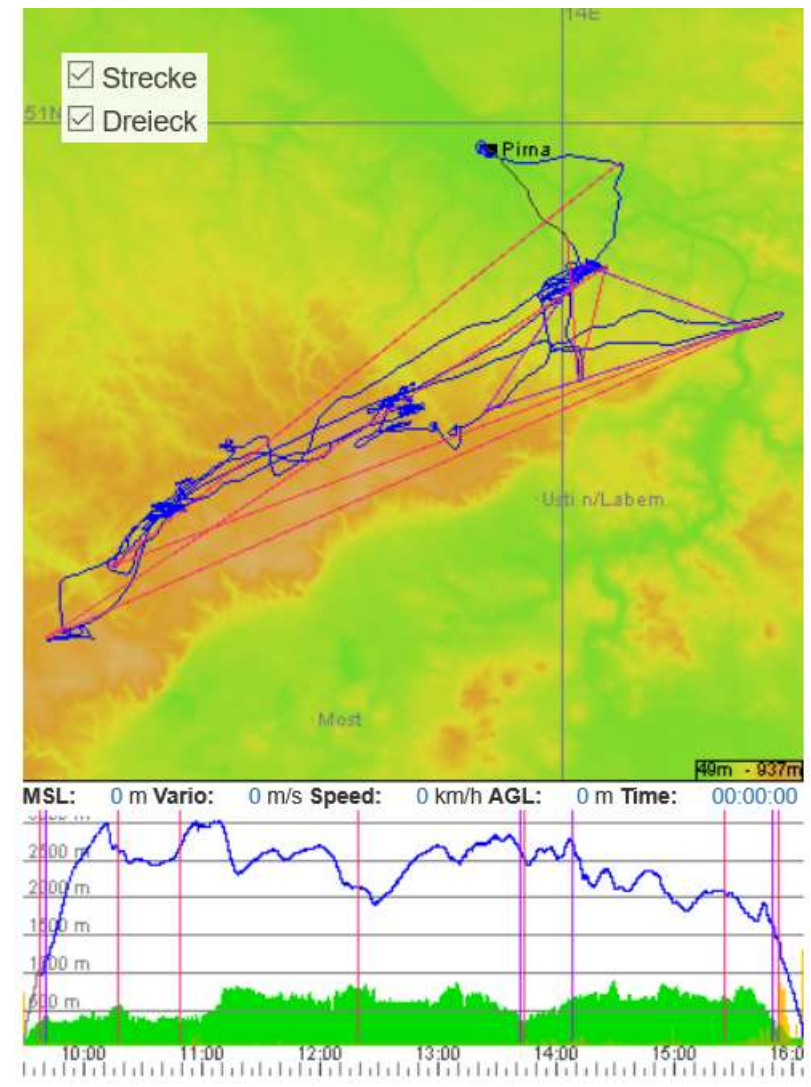 14E
Strecke
51N
Dreieck
Pirna
Usti n/Labem
Most
49m - 937m
MSL: 0 m Vario: 0 m/s Speed: 0 km/h AGL: 0 m Time: 00:00:00
2500 m
2000 m
1500 m
1000 m
500 m
10:00 11:00 12:00 13:00 14:00 15:00